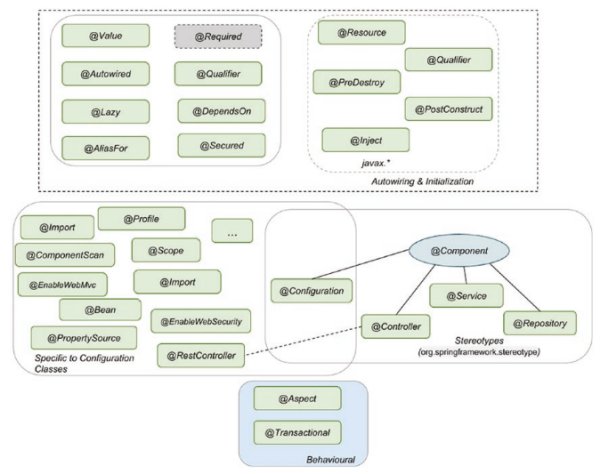 @Value
@Required
@Autowired
@Qualifier
@Lazy
@DependsOn
@AliasFor
@Secured
@Resource
@Qualifier
@PreDestroy
@PostConstruct
@Inject
javax.*
Autowiring & Initialization
@Import
@Profile
...
@ComponentScan
@Scope
@EnableWebMvc
@Import
@Bean
@EnableWebSecurity
@PropertySource
@RestController
Specific to Configuration
Classes
@Configuration
@Component
@Service
@Controller
@Repository
Stereotypes
(org.springframework.stereotype)
@Aspect
@Transactional
Behavioural